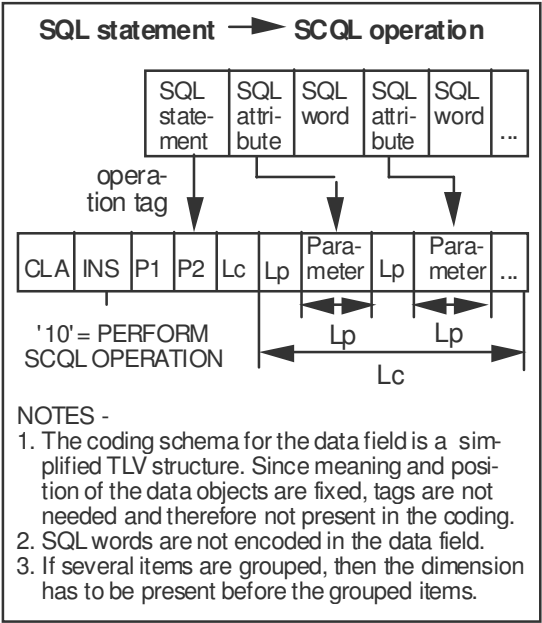 SQL statement SCQL operation
SQL SQL SQL SQL SQL
state- attri- word attri- word
ment bute bute ...
opera-
tion tag
CLA INS P1 P2 Lc Lp Para- Lp Para- ...
meter meter
'10'= PERFORM Lp Lp
SCQL OPERATION
Lc
NOTES -
1. The coding schema for the data field is a sim-
plified TLV structure. Since meaning and posi-
tion of the data objects are fixed, tags are not
needed and therefore not present in the coding.
2. SQL words are not encoded in the data field.
3. If several items are grouped, then the dimension
has to be present before the grouped items.